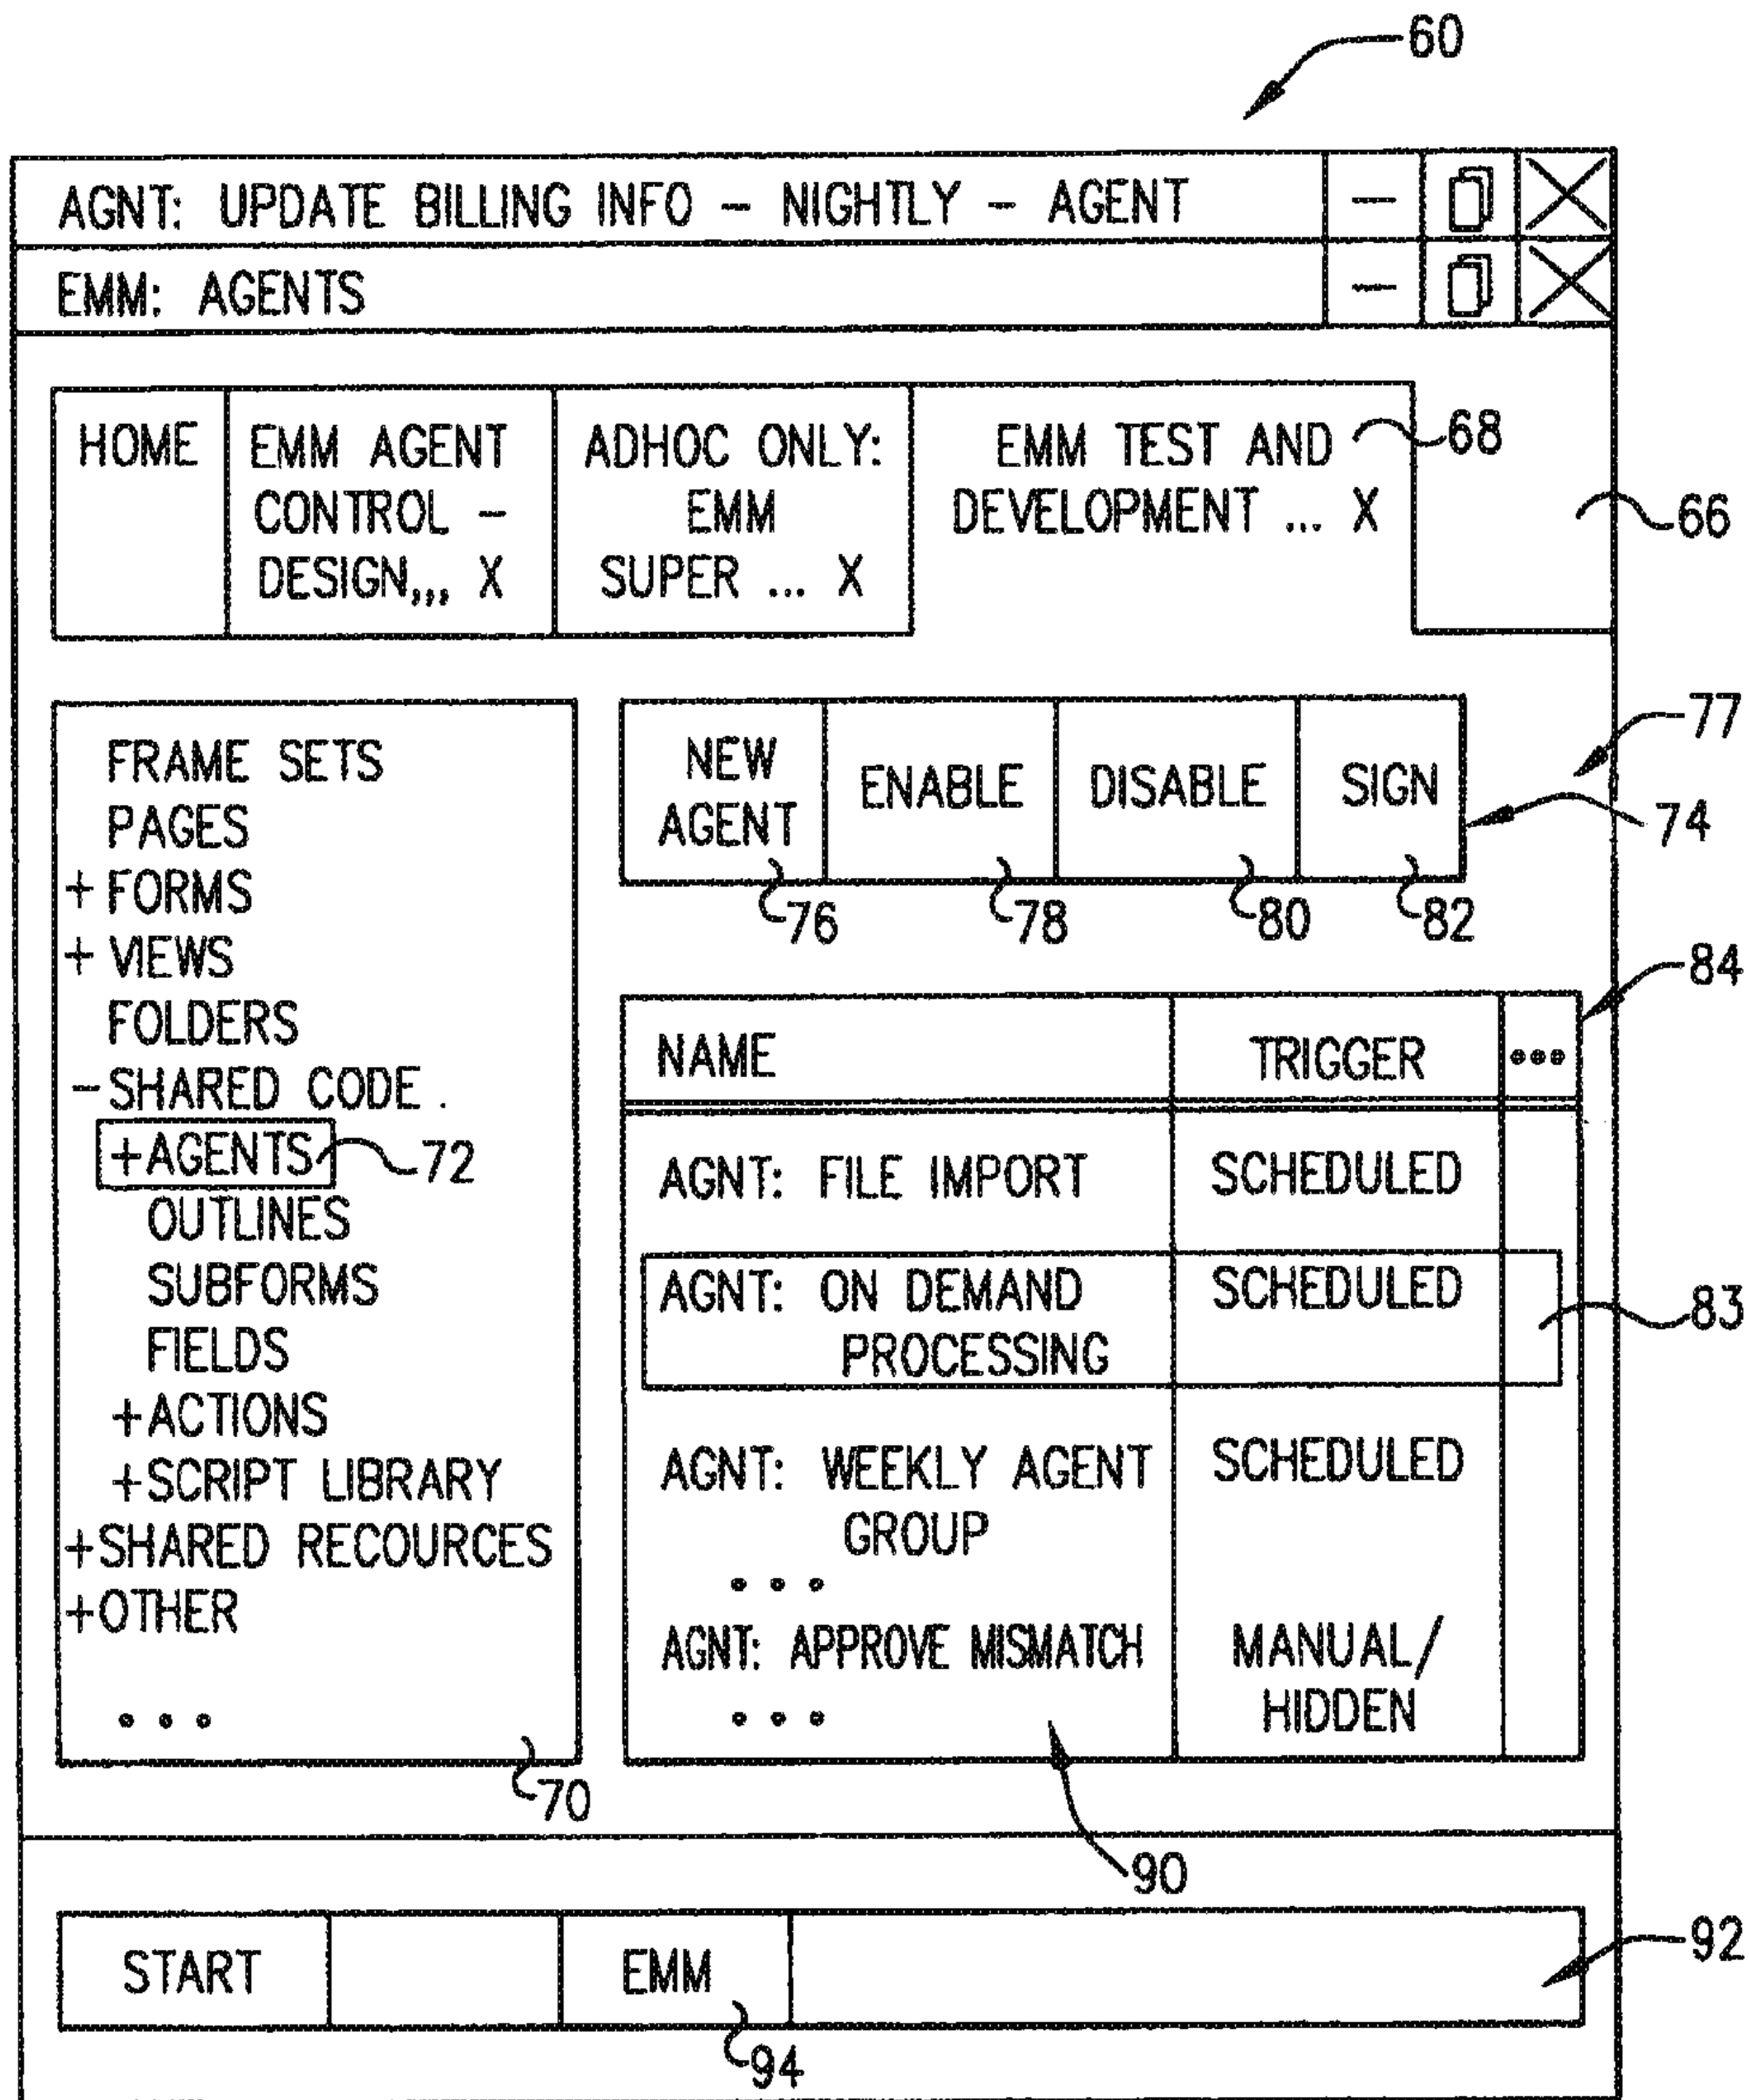 60
AGNT: UPDATE BILLING INFO – NIGHTLY – AGENT –
EMM: AGENTS –
HOME
EMM AGENT
CONTROL –
DESIGN,,, X
ADHOC ONLY:
EMM
SUPER ... X
EMM TEST AND
DEVELOPMENT ... X
68
66
FRAME SETS
PAGES
+ FORMS
+ VIEWS
FOLDERS
-SHARED CODE .
+AGENTS
72
OUTLINES
SUBFORMS
FIELDS
+ACTIONS
+SCRIPT LIBRARY
+SHARED RECOURCES
+OTHER
...
70
NEW
AGENT
ENABLE
DISABLE
SIGN
77
74
76
78
80
82
84
NAME TRIGGER ...
AGNT: FILE IMPORT SCHEDULED
AGNT: ON DEMAND SCHEDULED
PROCESSING
83
AGNT: WEEKLY AGENT SCHEDULED
GROUP
...
AGNT: APPROVE MISMATCH MANUAL/
HIDDEN
...
90
START EMM
92
94